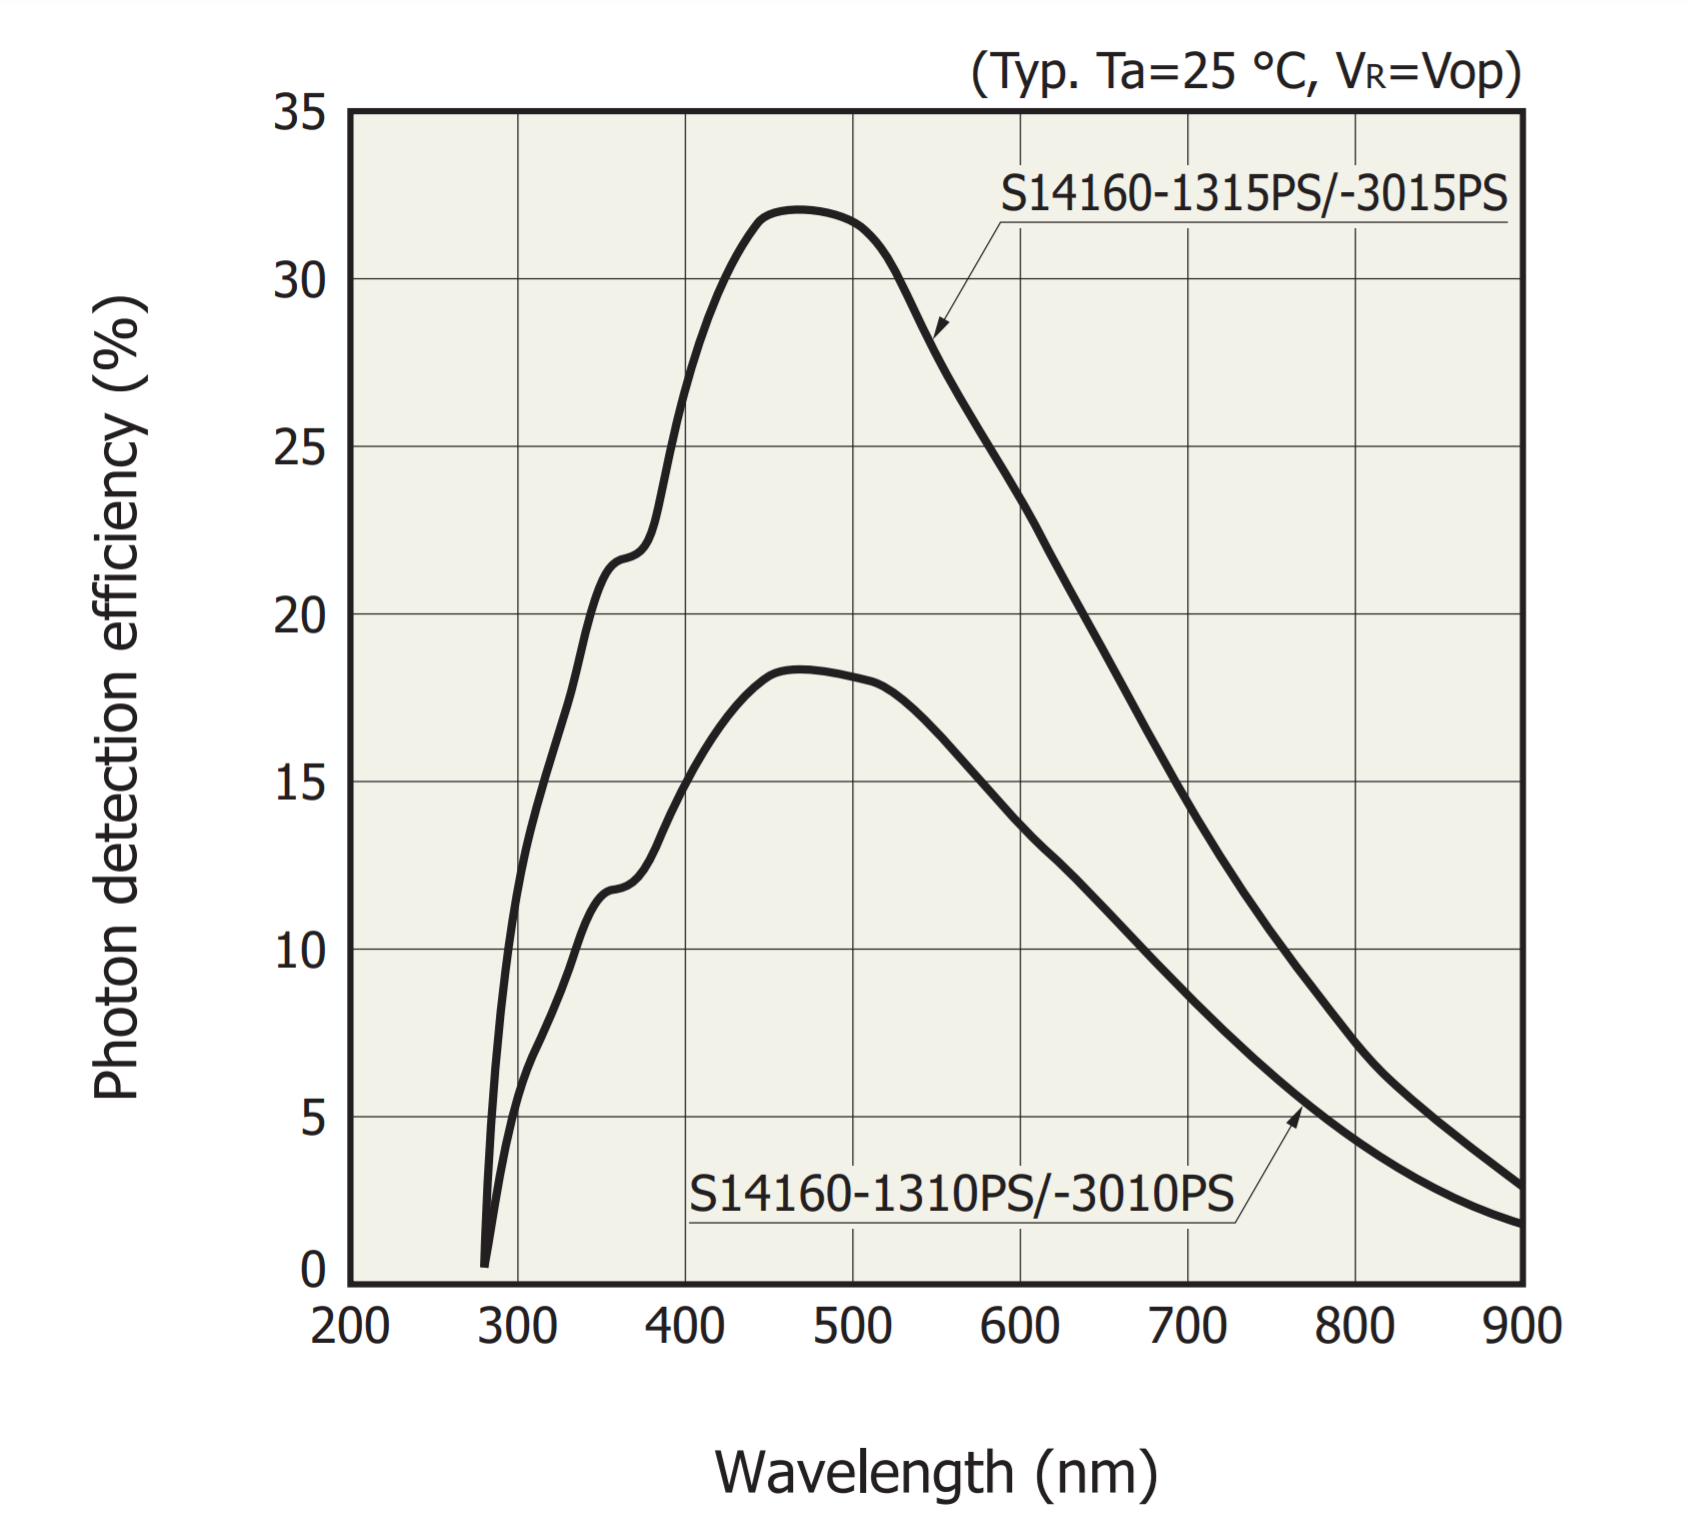 (Typ. Ta=25 °C, VR=Vop)
35
S14160-1315PS/-3015PS
30
25
20
15
10
5
S14160-1310PS/-3010PS
0
200 300 400 500 600 700 800 900
Photon detection efficiency (%)
Wavelength (nm)